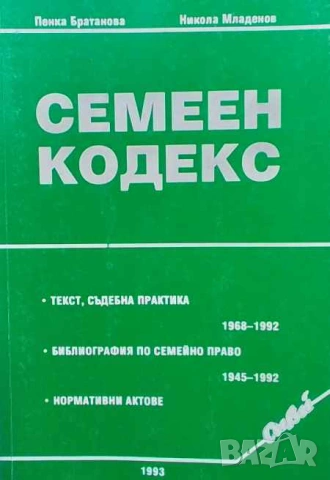 Пенка Братанова Никола Младенов
СЕМЕЕН
КОДЕКС
• ТЕКСТ, СЪДЕБНА ПРАКТИКА
1968–1992
• БИБЛИОГРАФИЯ ПО СЕМЕЙНО ПРАВО
1945–1992
• НОРМАТИВНИ АКТОВЕ
1993
Bazar